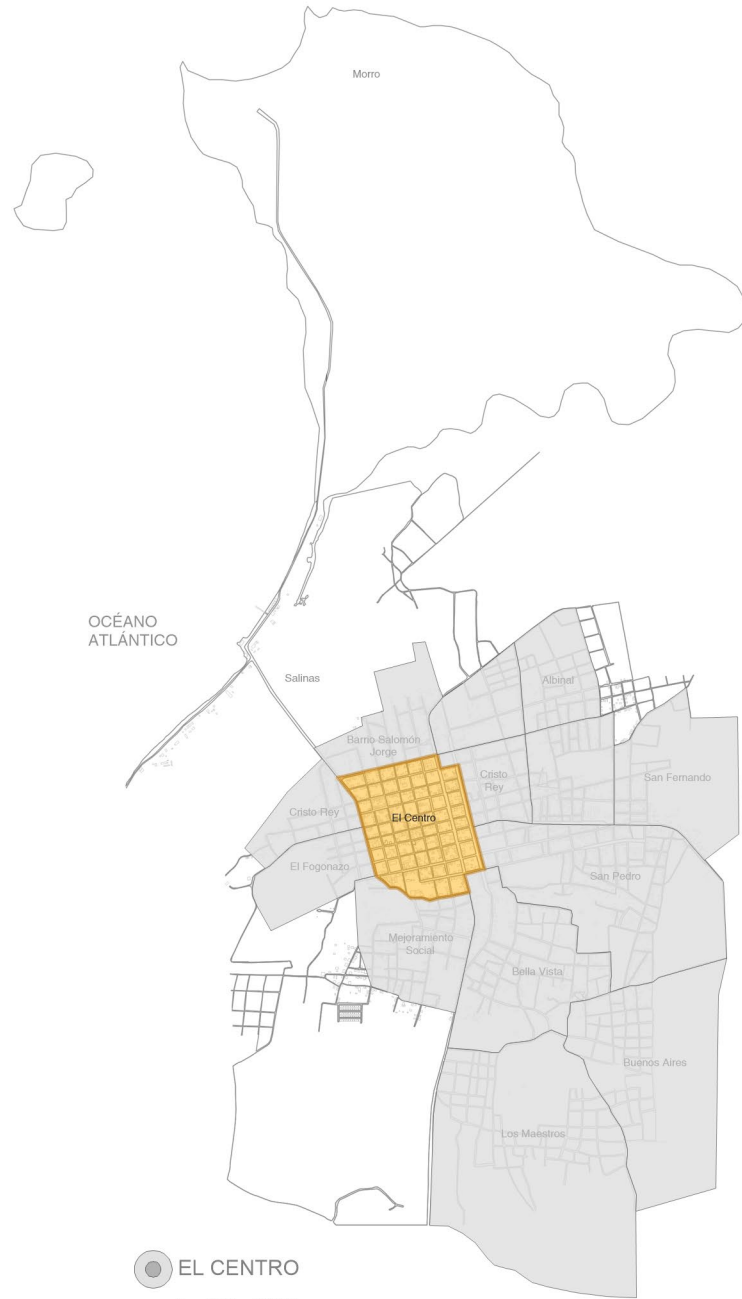 Morro
OCÉANO
ATLÁNTICO
Salinas
Albinaf
Barrio Salomón
Jorge
Cristo
Rey
San Fernando
Cristo Rey
El Centro
El Fogonazo
San Pedro
Mejoramiento
Social
Bella Vista
Buenos Aires
Los Maestros
EL CENTRO